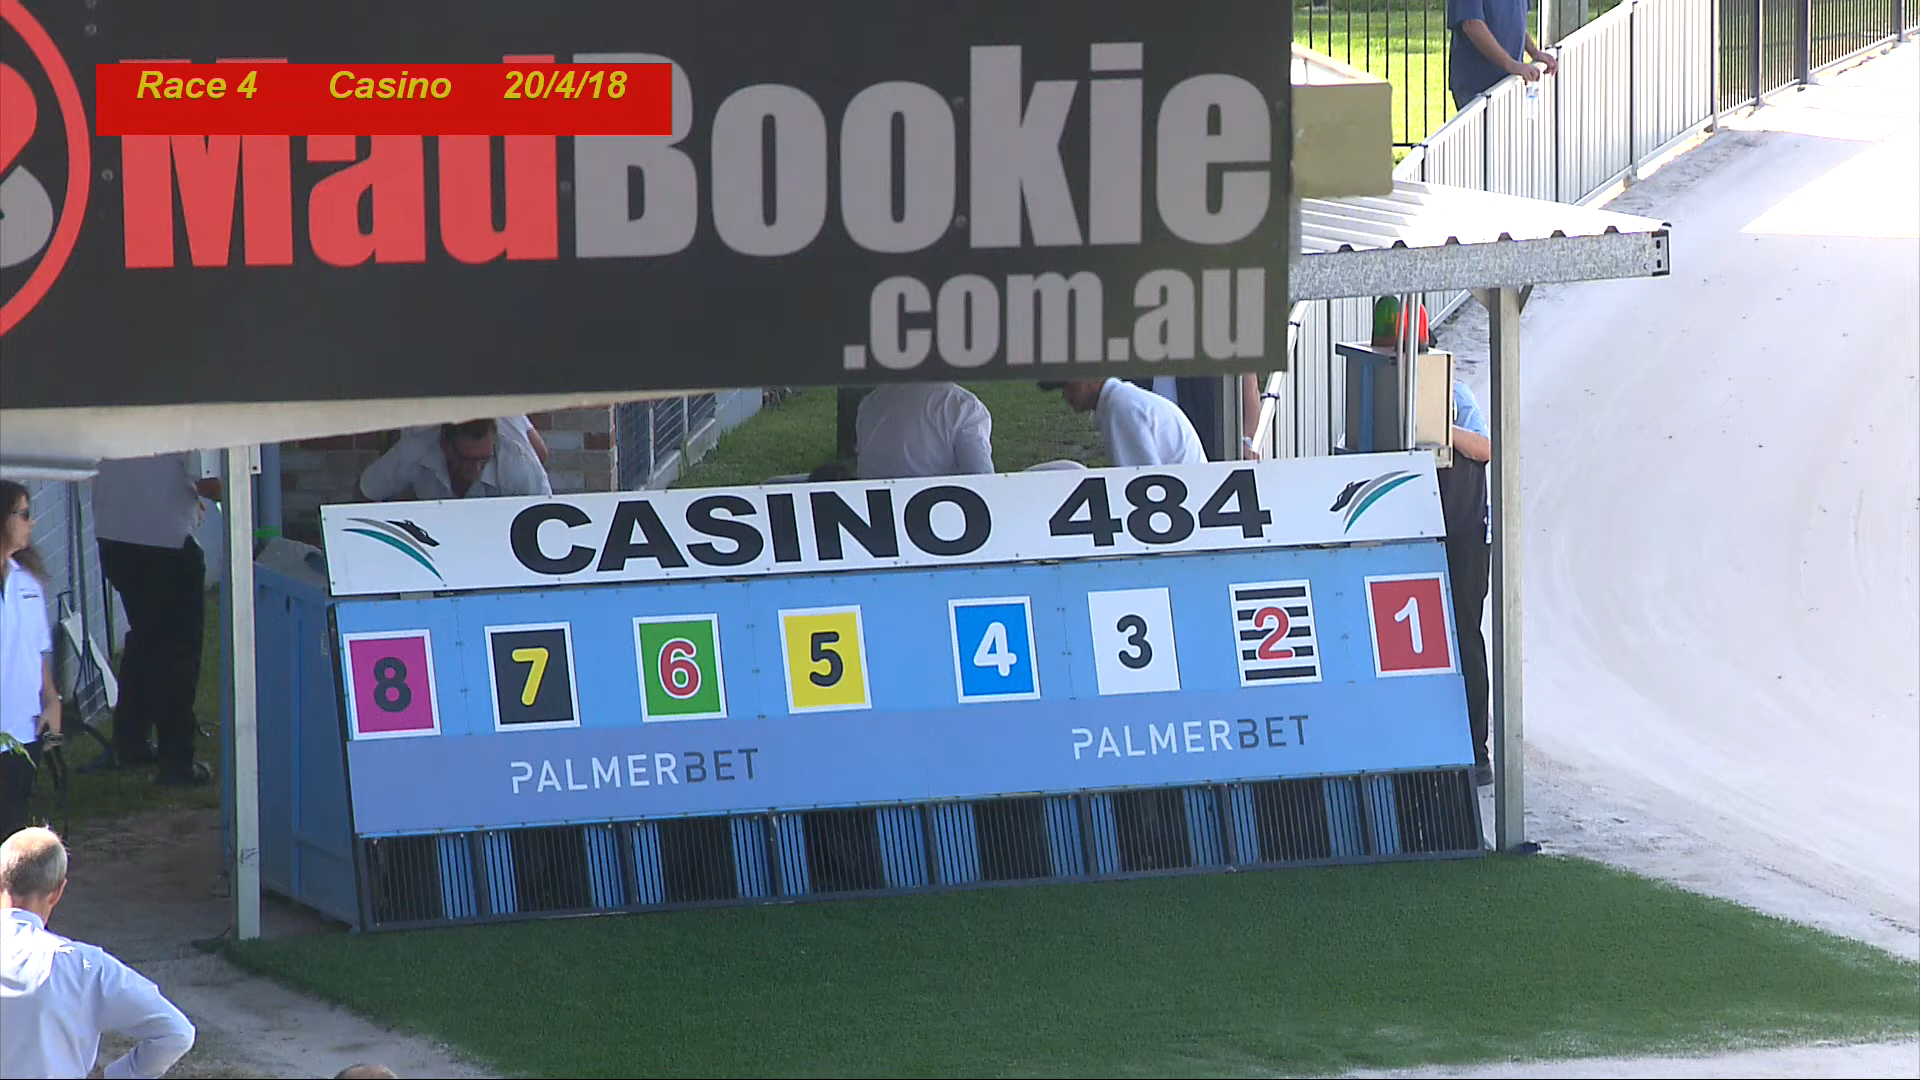 Race 4 Casino 20/4/18
MadBookie
.com.au
CASINO 484
8 7 6 5 4 3 2 1
PALMERBET PALMERBET